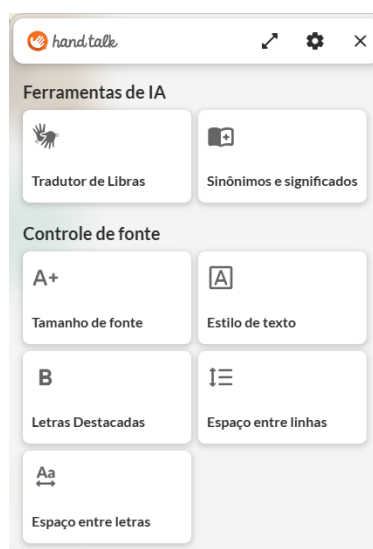 hand talk
Ferramentas de IA
Tradutor de Libras
Sinônimos e significados
Controle de fonte
A+
A
Tamanho de fonte
Estilo de texto
B
Letras Destacadas
Espaço entre linhas
Aa
Espaço entre letras